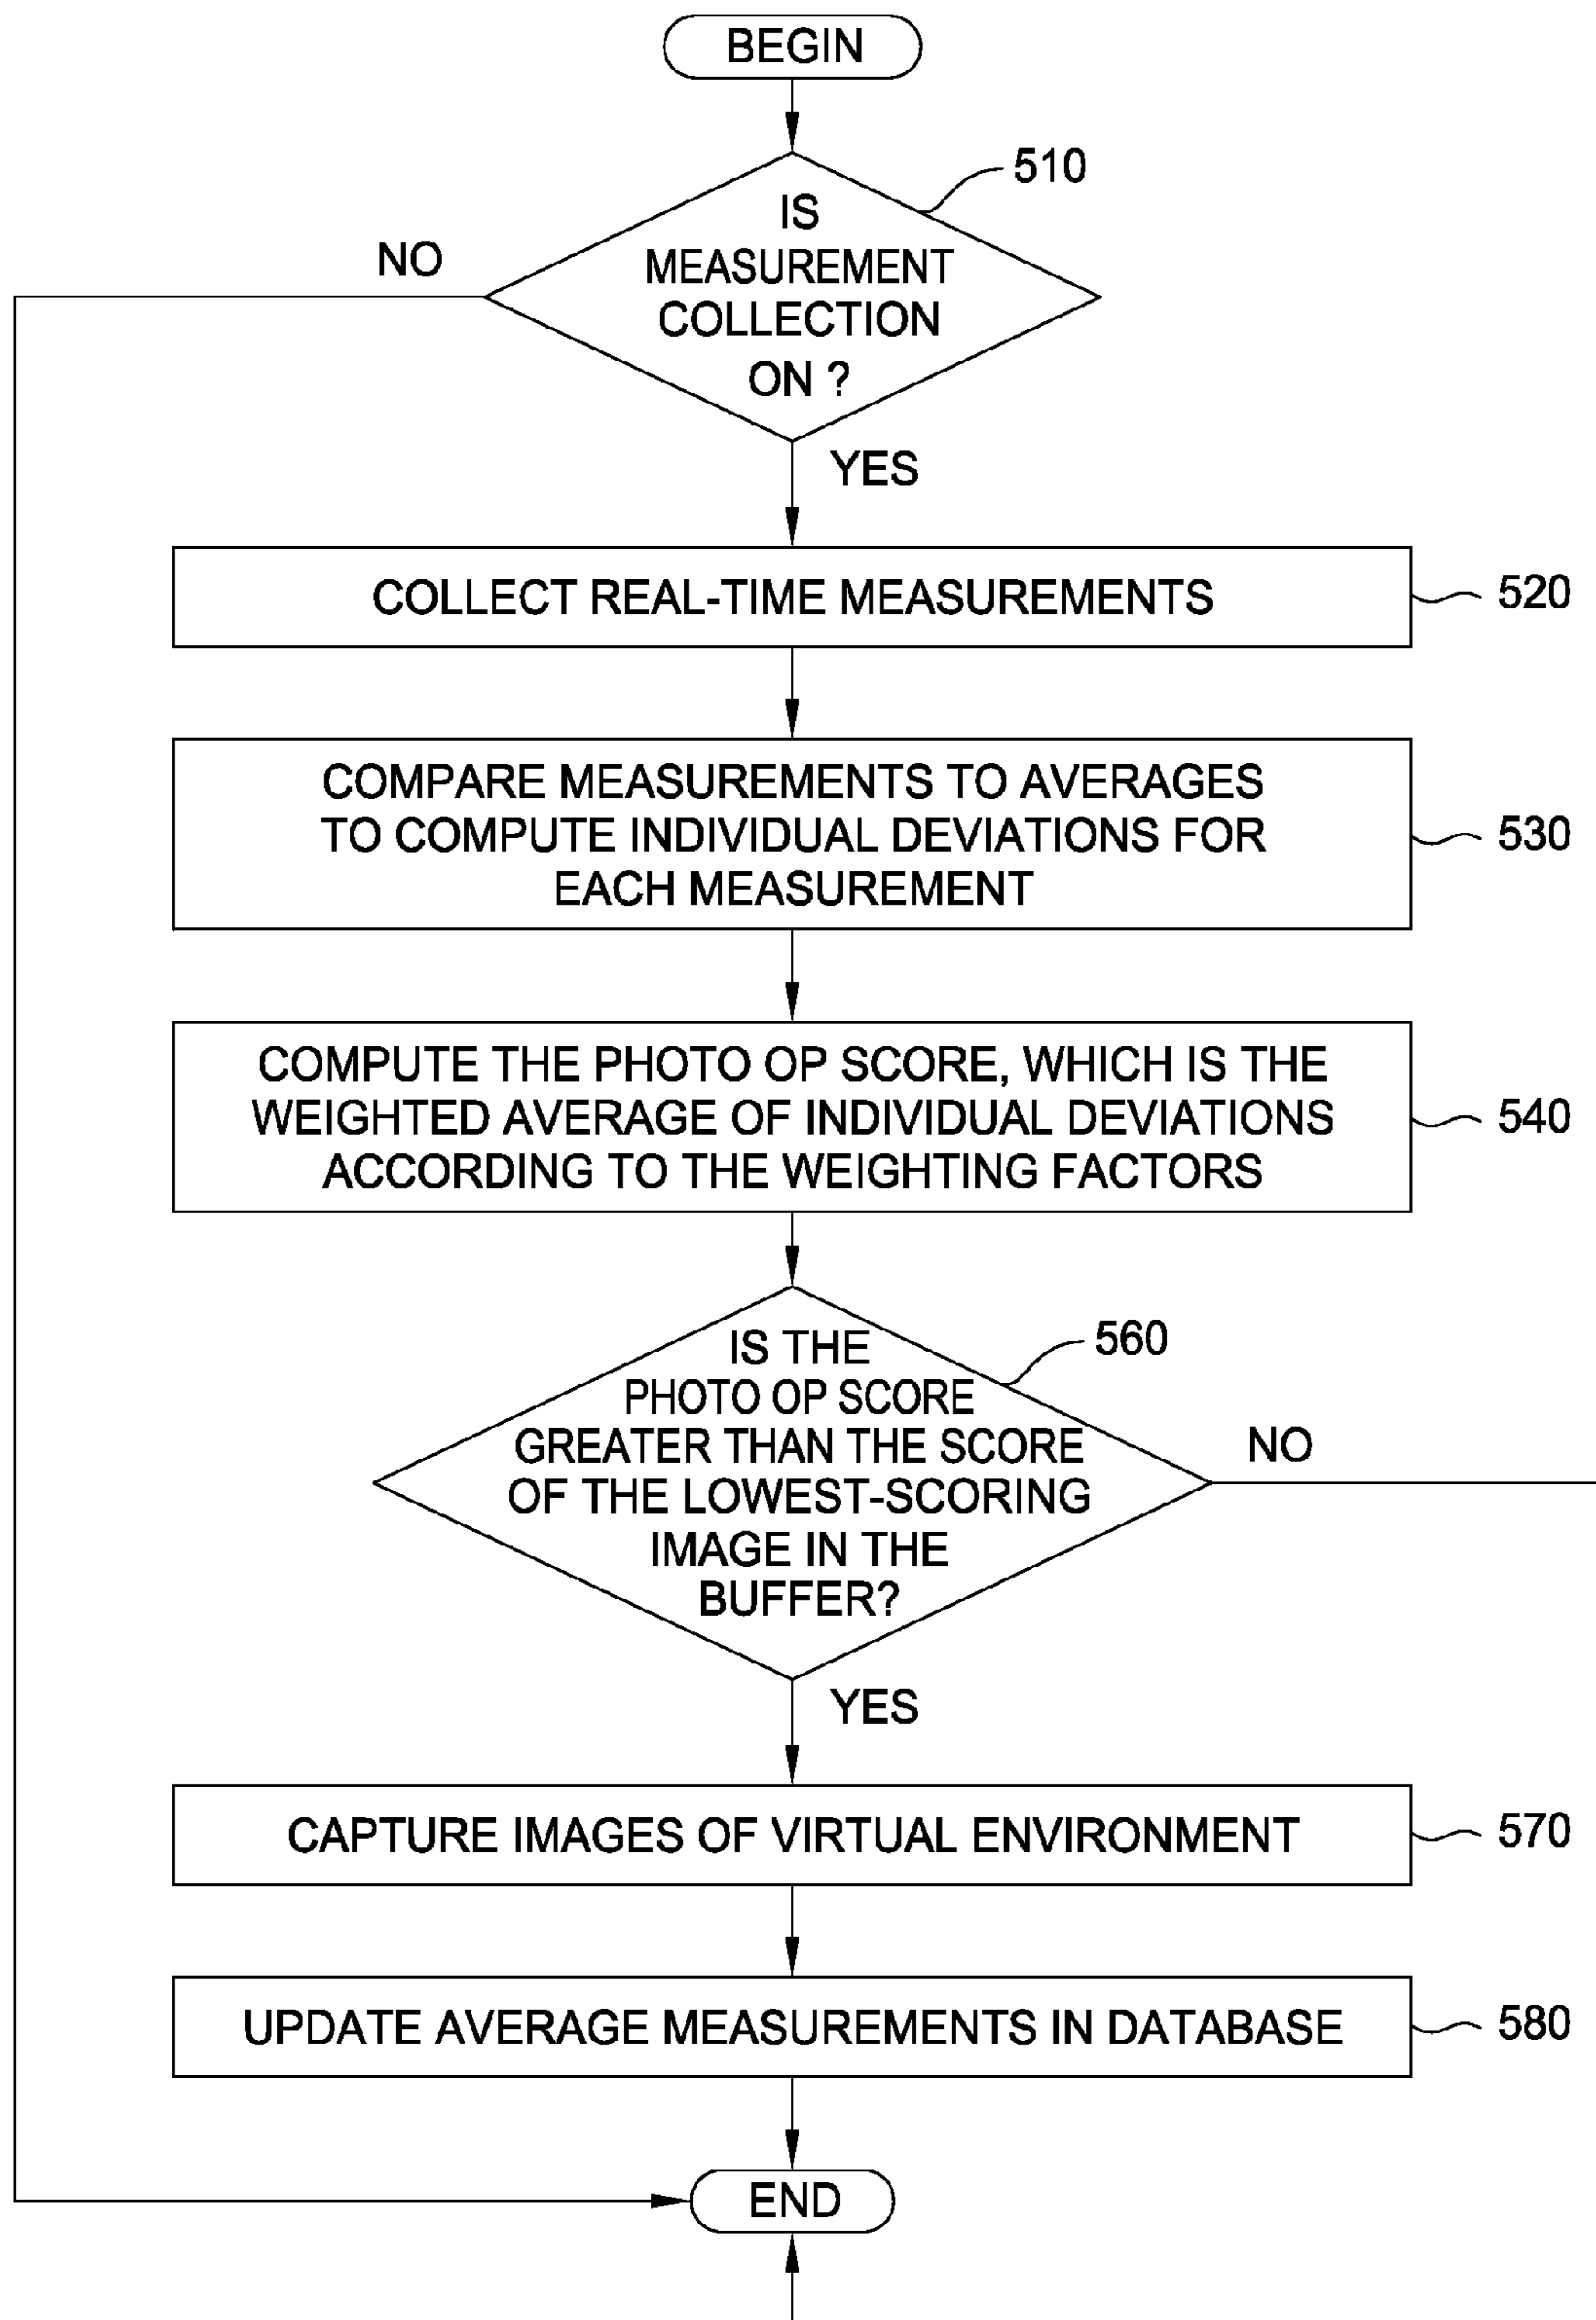 BEGIN
510
IS
MEASUREMENT
COLLECTION
ON ?
NO
YES
COLLECT REAL-TIME MEASUREMENTS
520
COMPARE MEASUREMENTS TO AVERAGES
TO COMPUTE INDIVIDUAL DEVIATIONS FOR
EACH MEASUREMENT
530
COMPUTE THE PHOTO OP SCORE, WHICH IS THE
WEIGHTED AVERAGE OF INDIVIDUAL DEVIATIONS
ACCORDING TO THE WEIGHTING FACTORS
540
560
IS THE
PHOTO OP SCORE
GREATER THAN THE SCORE
OF THE LOWEST-SCORING
IMAGE IN THE
BUFFER?
NO
YES
CAPTURE IMAGES OF VIRTUAL ENVIRONMENT
570
UPDATE AVERAGE MEASUREMENTS IN DATABASE
580
END